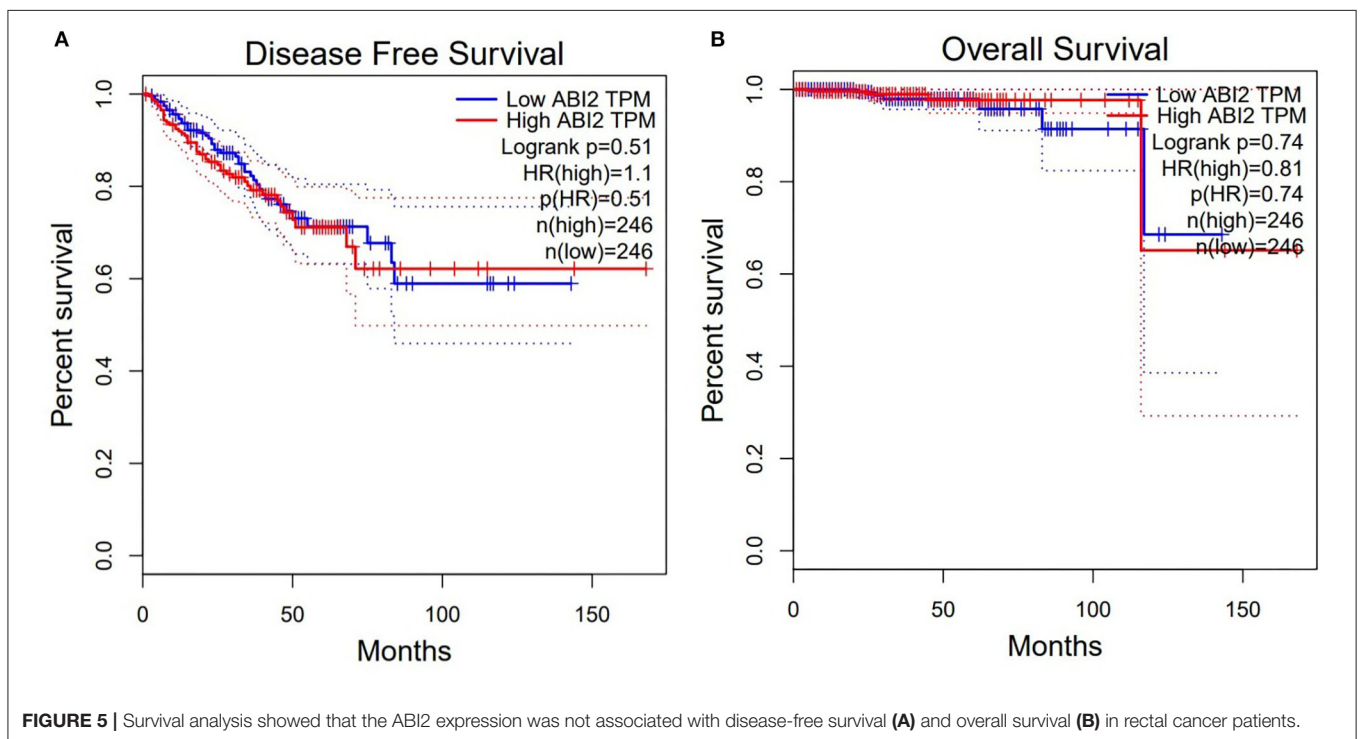 A
Disease Free Survival
Low ABI2 TPM
High ABI2 TPM
Logrank p=0.51
HR(high)=1.1
p(HR)=0.51
n(high)=246
n(low)=246
Percent survival
1.0
0.8
0.6
0.4
0.2
0.0
0 50 100 150
Months
B
Overall Survival
Low ABI2 TPM
High ABI2 TPM
Logrank p=0.74
HR(high)=0.81
p(HR)=0.74
n(high)=246
n(low)=246
Percent survival
1.0
0.8
0.6
0.4
0.2
0.0
0 50 100 150
Months
FIGURE 5 | Survival analysis showed that the ABI2 expression was not associated with disease-free survival (A) and overall survival (B) in rectal cancer patients.